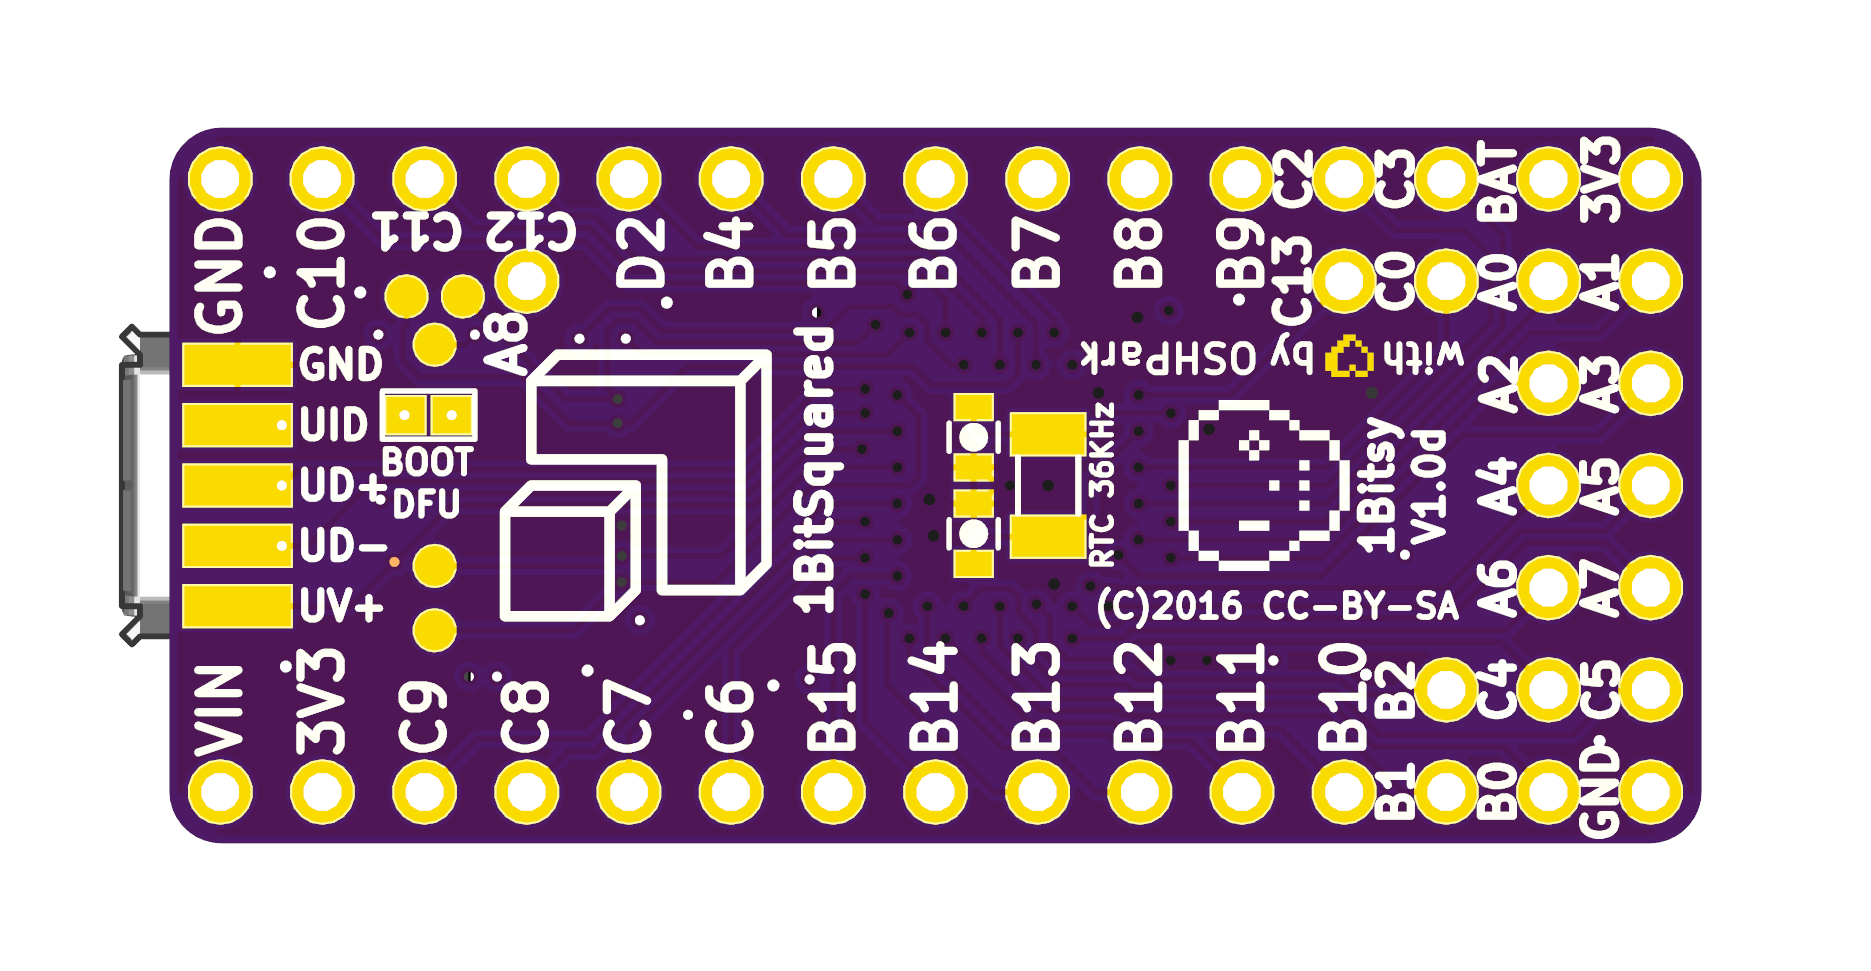 GND
C10
C11
C12
D2
B4
B5
B6
B7
B8
B9
C2
C3
BAT
3V3
C13
C0
A0
A1
A8
GND
UID
UD+
UD-
UV+
BOOT
DFU
1BitSquared
with by OSHPark
RTC 36KHz
1Bitsy
V1.0d
(C)2016 CC-BY-SA
A2
A3
A4
A5
A6
A7
VIN
3V3
C9
C8
C7
C6
B15
B14
B13
B12
B11
B10
B2
C4
C5
B1
B0
GND